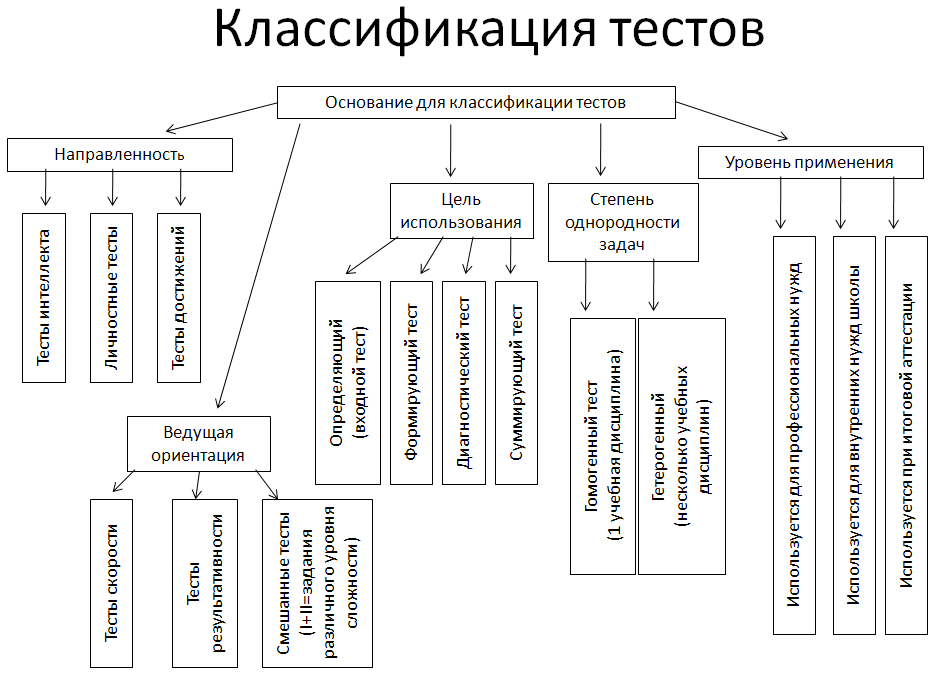 Классификация тестов
Основание для классификации тестов
Направленность
Тесты интеллекта
Личностные тесты
Тесты достижений
Ведущая
ориентация
Тесты скорости
Тесты
результативности
Смешанные тесты
(I+II=задания
различного уровня
сложности)
Цель
использования
Определяющий
(входной тест)
Формирующий тест
Диагностический тест
Суммирующий тест
Степень
однородности
задач
Гомогенный тест
(1 учебная дисциплина)
Гетерогенный
(несколько учебных
дисциплин)
Уровень применения
Используется для профессиональных нужд
Используется для внутренних нужд школы
Используется при итоговой аттестации